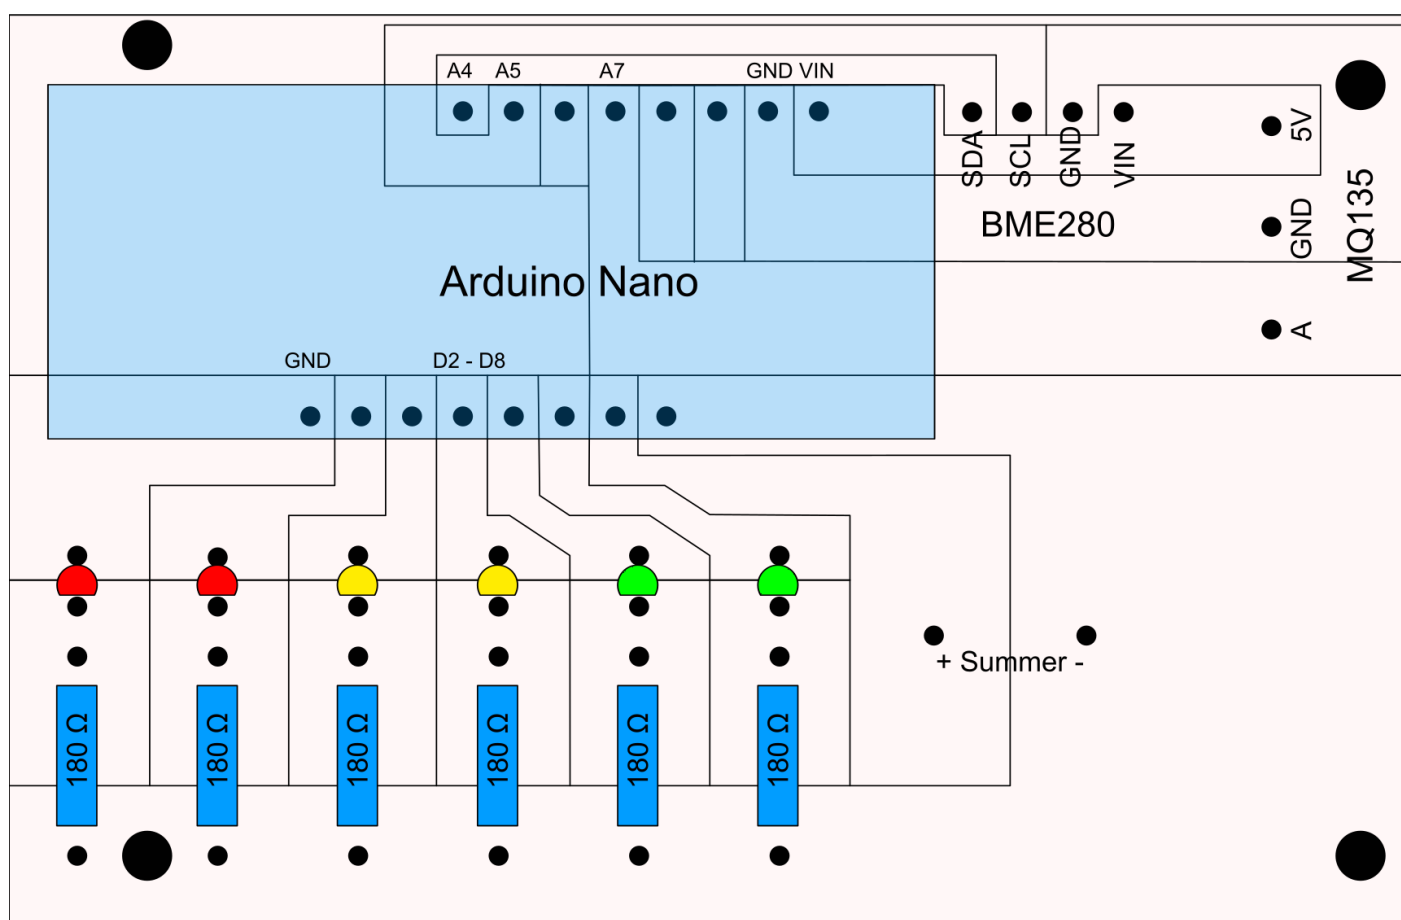 A4 A5 A7 GND VIN
5V
SDA
SCL
GND
VIN
GND
MQ135
BME280
Arduino Nano
A
GND D2 - D8
+ Summer -
180 Ω
180 Ω
180 Ω
180 Ω
180 Ω
180 Ω